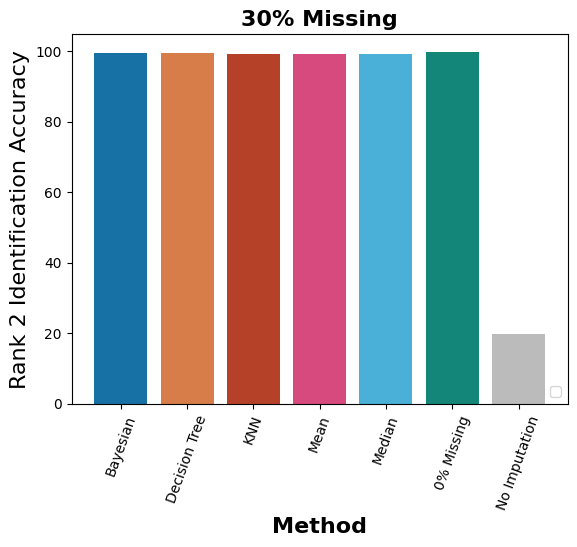 30% Missing
Rank 2 Identification Accuracy
100
80
60
40
20
0
Bayesian
Decision Tree
KNN
Mean
Median
0% Missing
No Imputation
Method